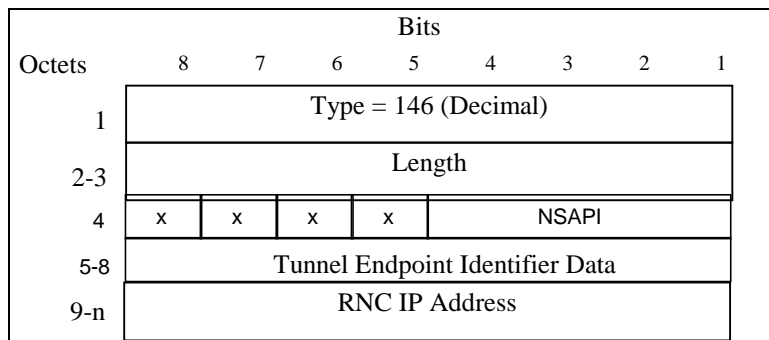 Bits
Octets 8 7 6 5 4 3 2 1
1 Type = 146 (Decimal)
2-3 Length
4 x x x x NSAPI
5-8 Tunnel Endpoint Identifier Data
9-n RNC IP Address